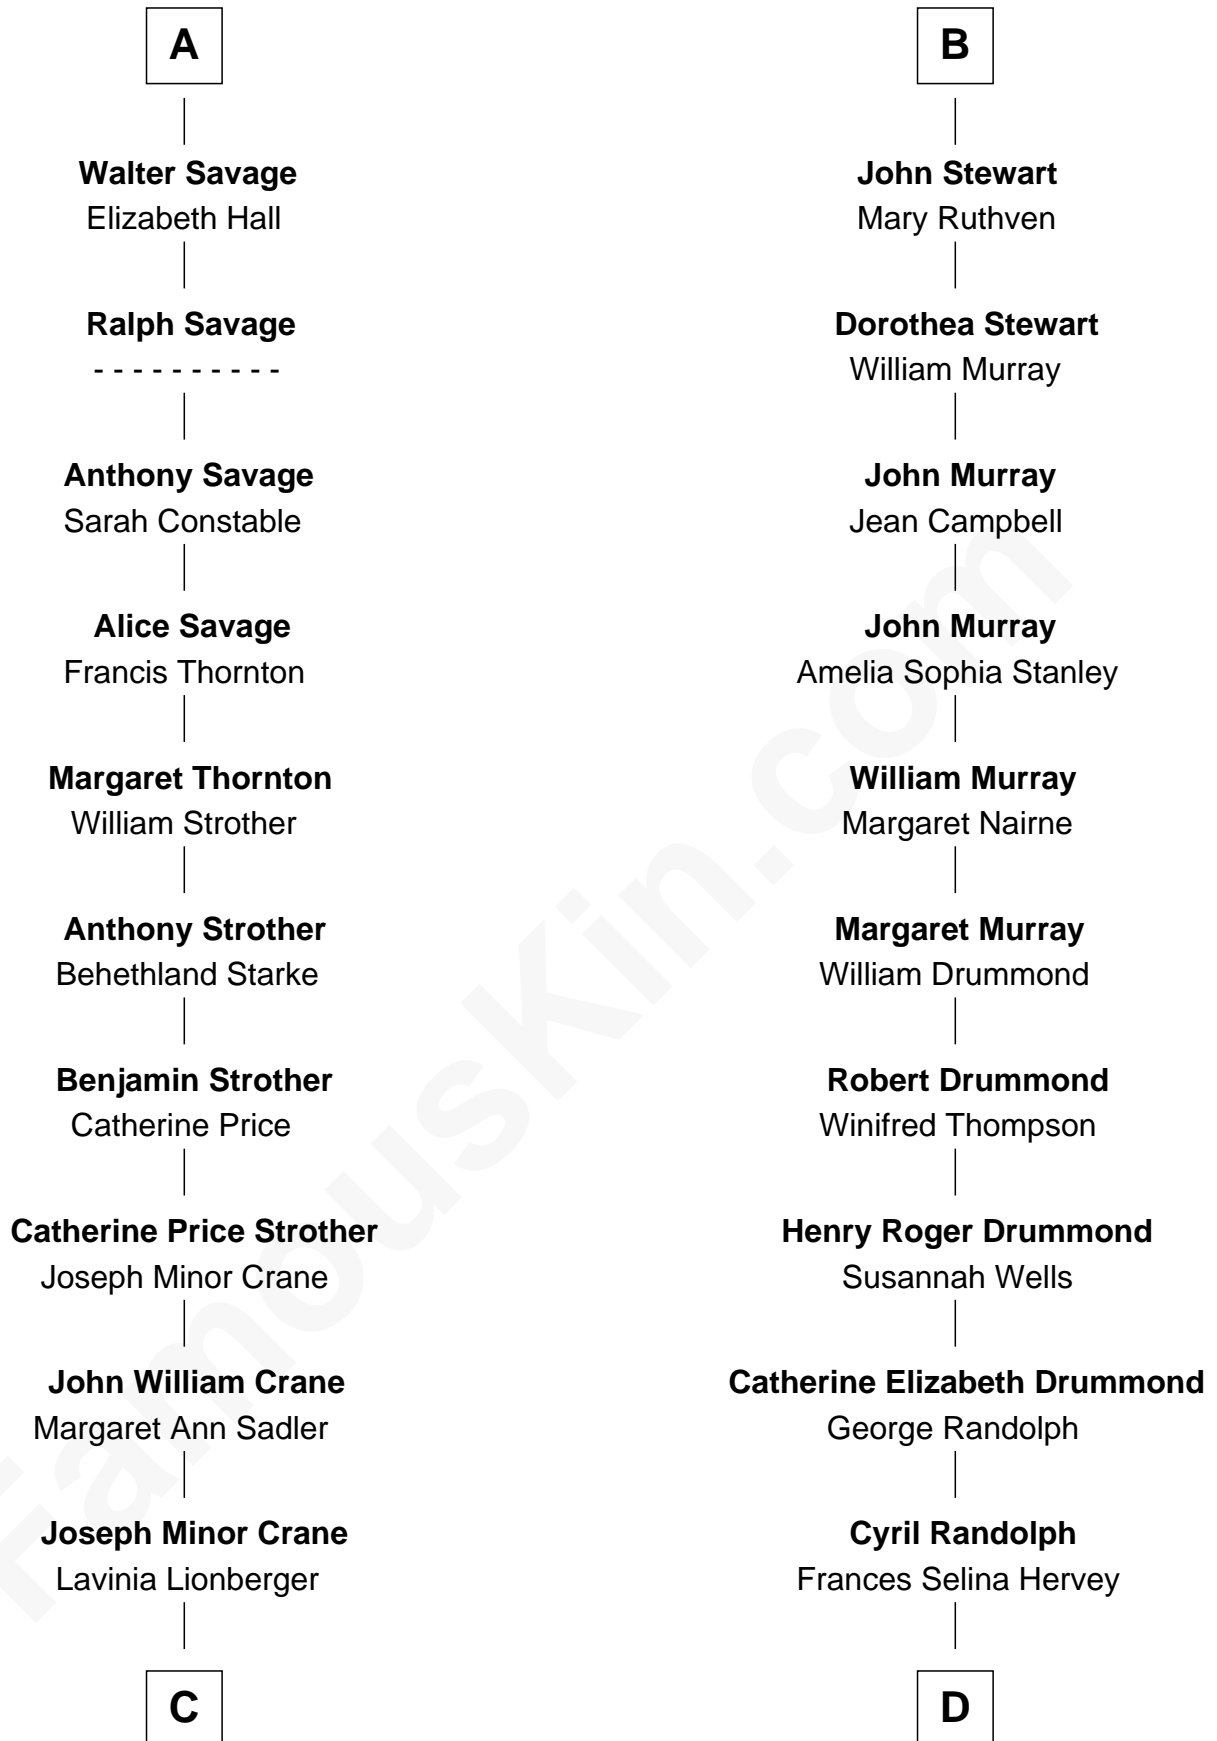 A
Walter Savage
Elizabeth Hall
Ralph Savage
- - - - - - - - - -
Anthony Savage
Sarah Constable
Alice Savage
Francis Thornton
Margaret Thornton
William Strother
Anthony Strother
Behethland Starke
Benjamin Strother
Catherine Price
Catherine Price Strother
Joseph Minor Crane
John William Crane
Margaret Ann Sadler
Joseph Minor Crane
Lavinia Lionberger
C
B
John Stewart
Mary Ruthven
Dorothea Stewart
William Murray
John Murray
Jean Campbell
John Murray
Amelia Sophia Stanley
William Murray
Margaret Nairne
Margaret Murray
William Drummond
Robert Drummond
Winifred Thompson
Henry Roger Drummond
Susannah Wells
Catherine Elizabeth Drummond
George Randolph
Cyril Randolph
Frances Selina Hervey
D
FamousKin.com